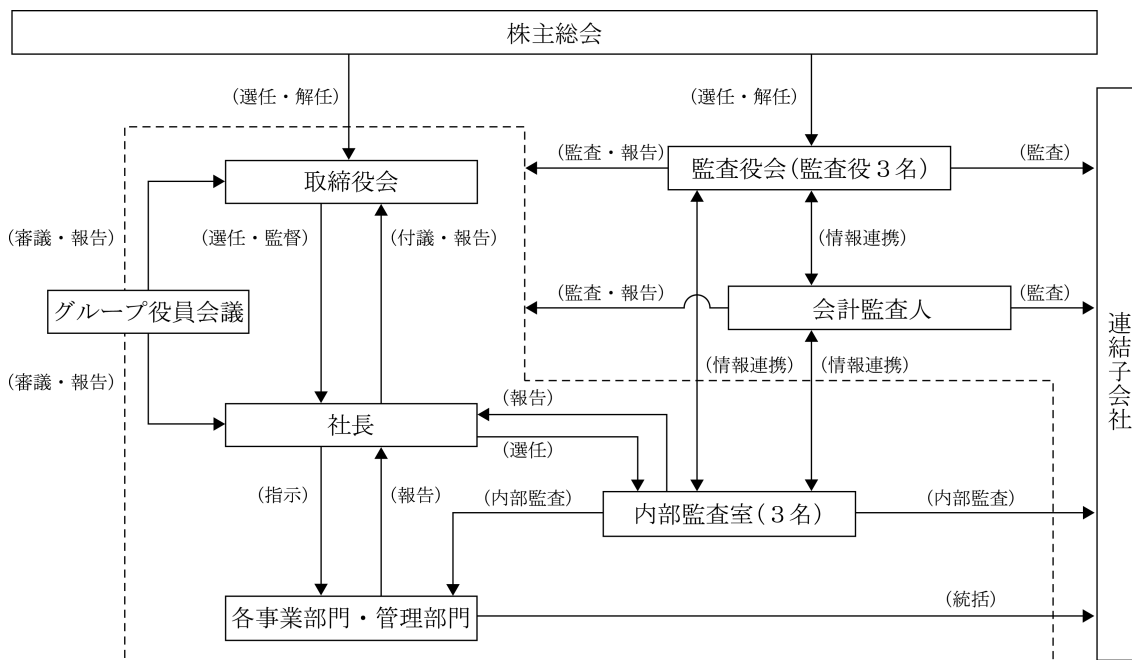 株主総会
(選任・解任)
(選任・解任)
(監査・報告)
監査役会(監査役３名)
(監査)
取締役会
(審議・報告)
(選任・監督)
(付議・報告)
(情報連携)
グループ役員会議
(監査・報告)
会計監査人
(監査)
連結子会社
(審議・報告)
(情報連携)
(情報連携)
社長
(報告)
(選任)
(指示)
(報告)
(内部監査)
内部監査室(３名)
(内部監査)
各事業部門・管理部門
(統括)